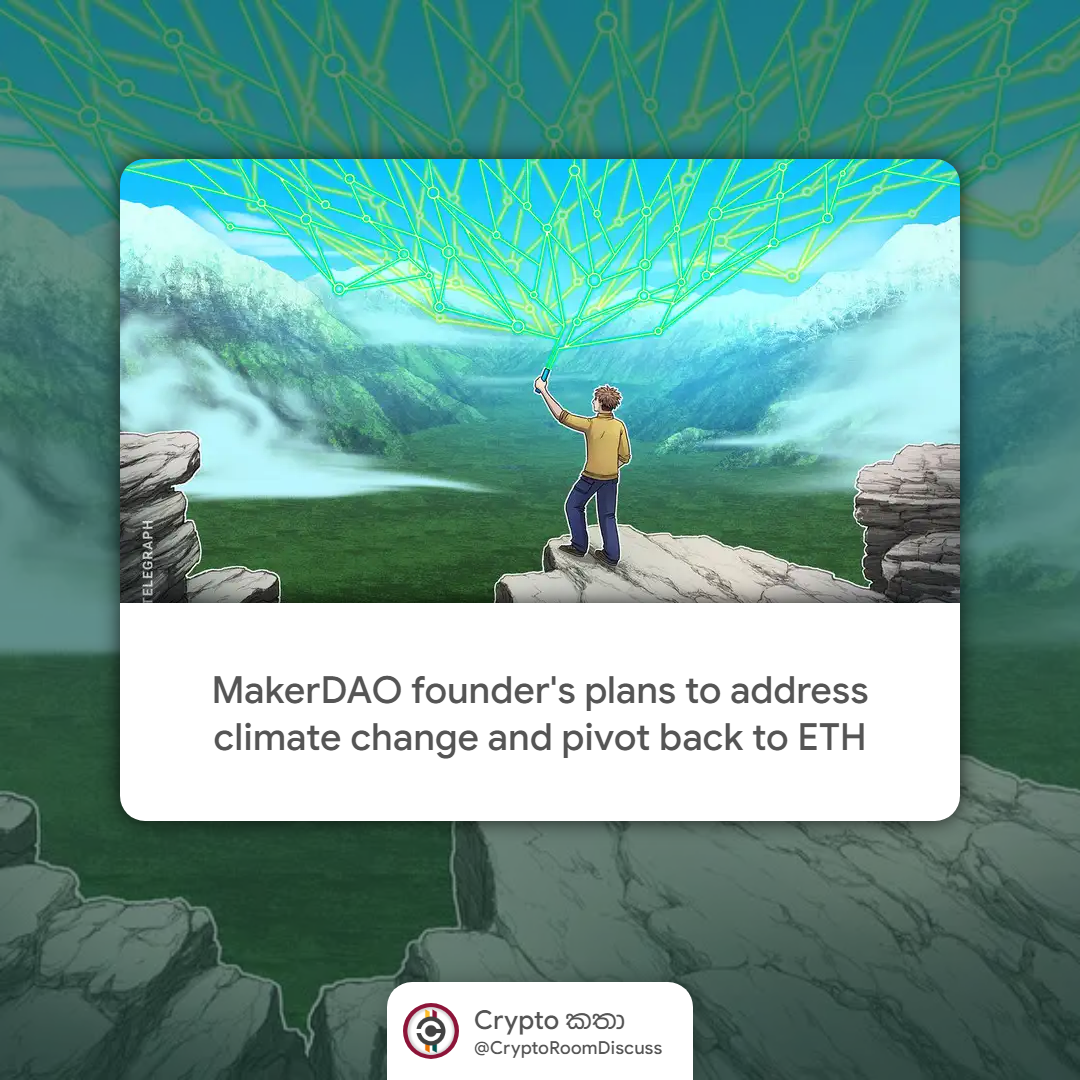 TELEGRAPH
MakerDAO founder's plans to address
climate change and pivot back to ETH
Crypto කතා
@CryptoRoomDiscuss